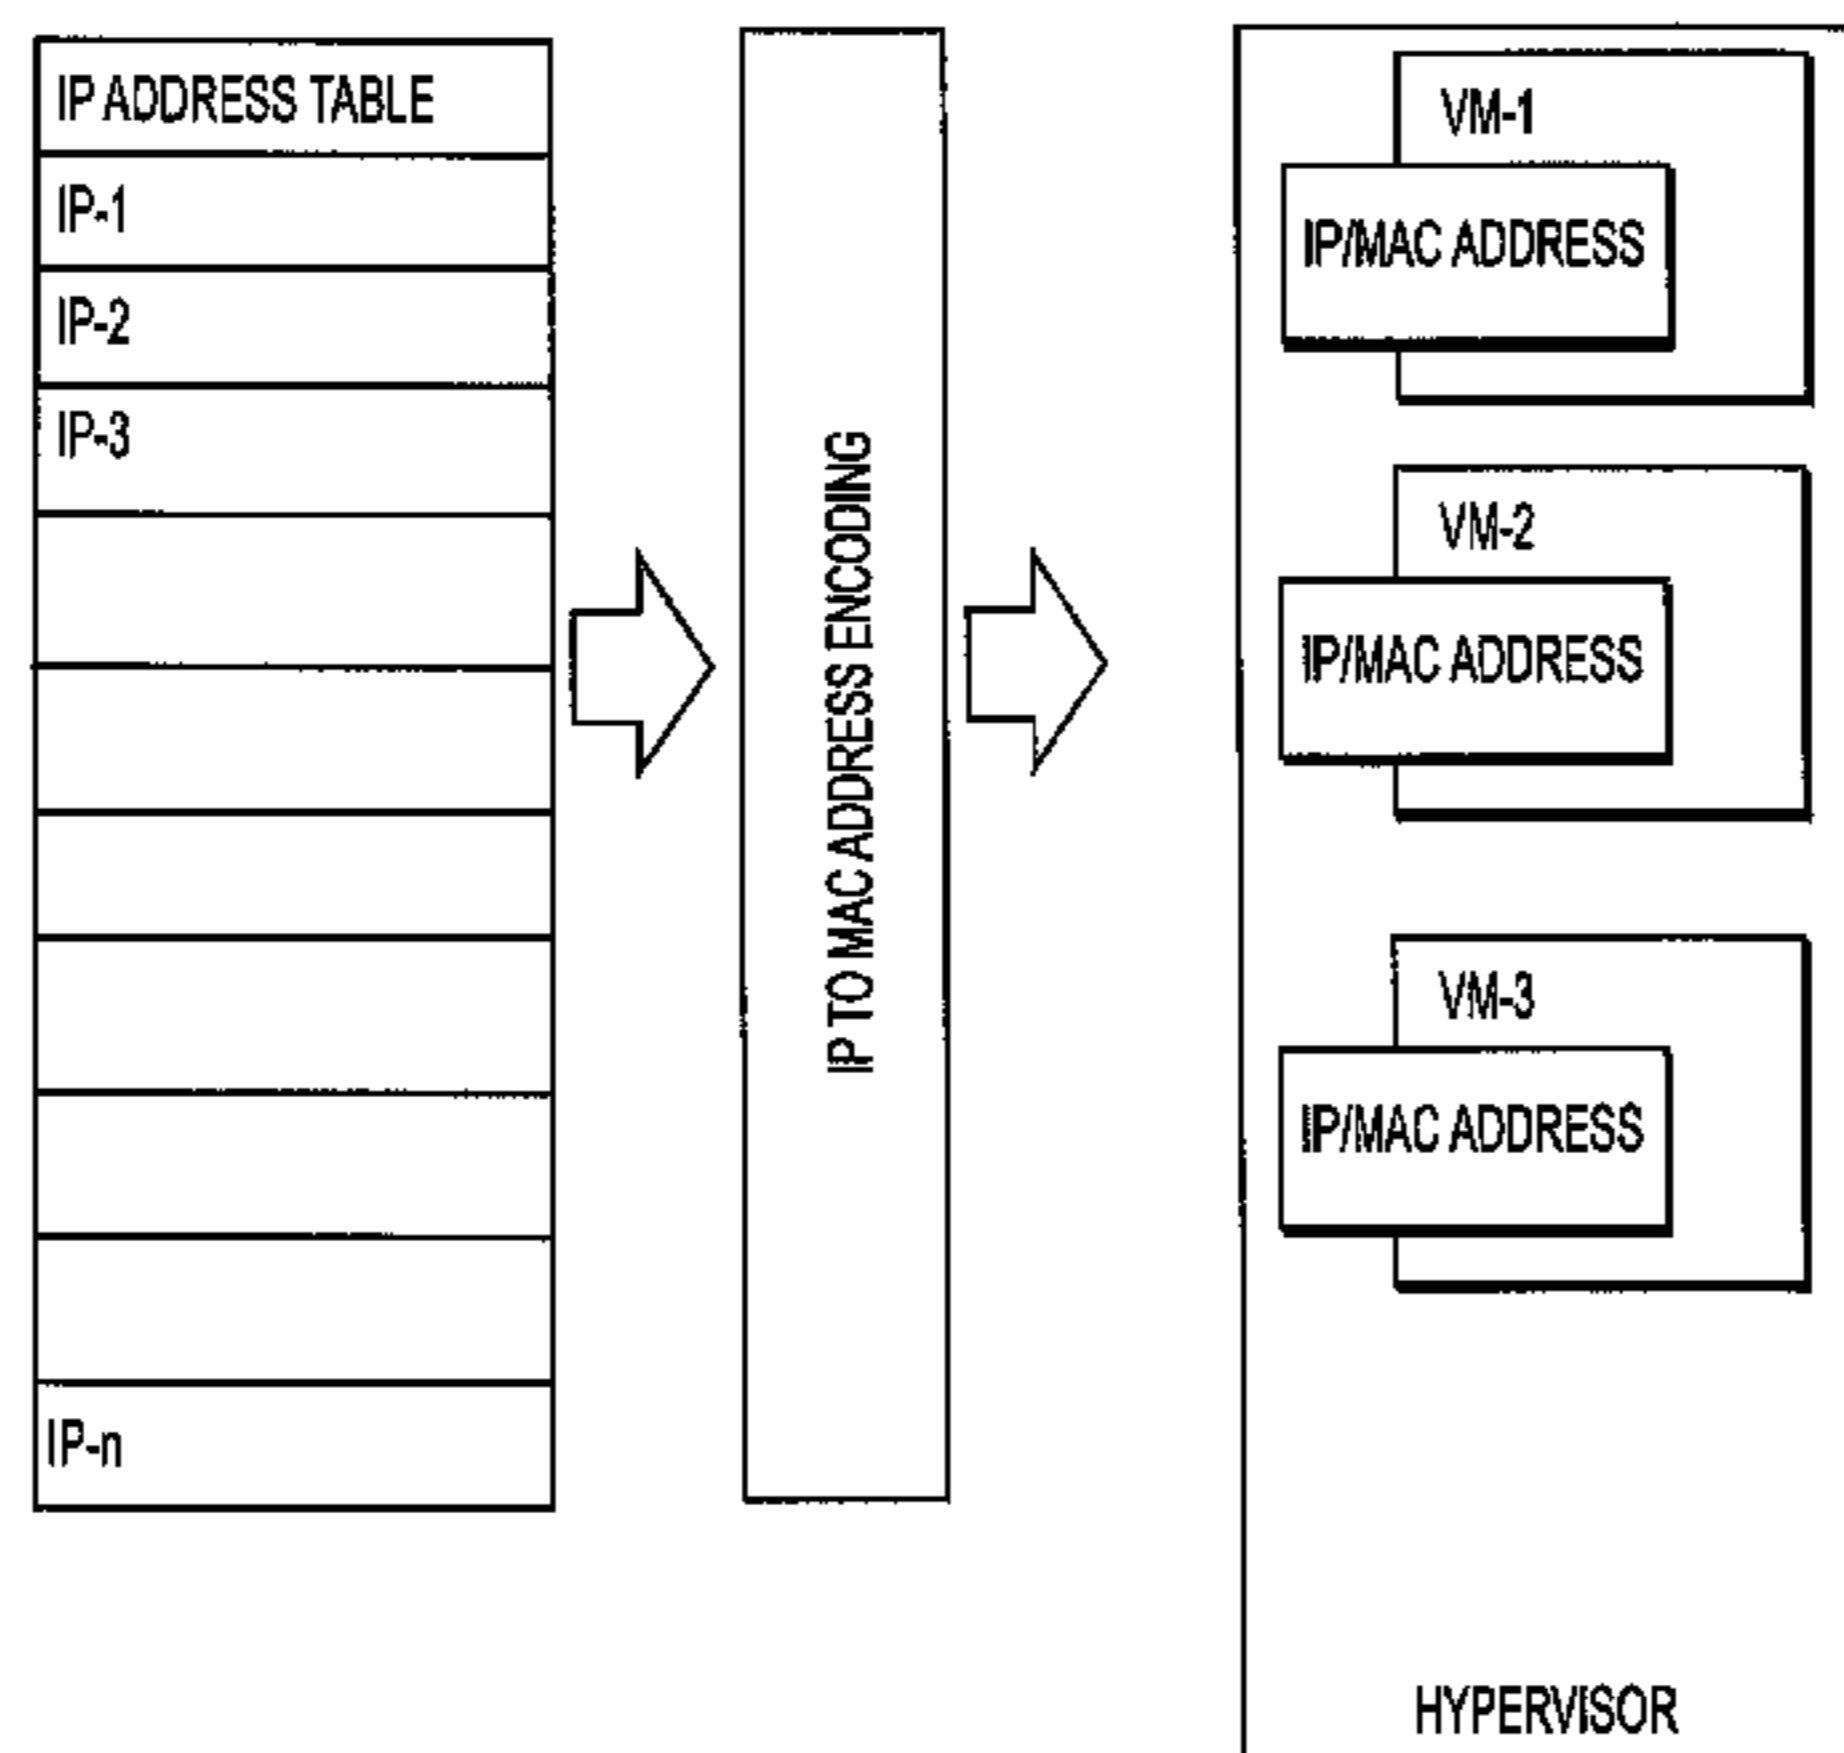 IP ADDRESS TABLE
IP-1
IP-2
IP-3
IP-n
IP TO MAC ADDRESS ENCODING
VM-1
IP/MAC ADDRESS
VM-2
IP/MAC ADDRESS
VM-3
IP/MAC ADDRESS
HYPERVISOR